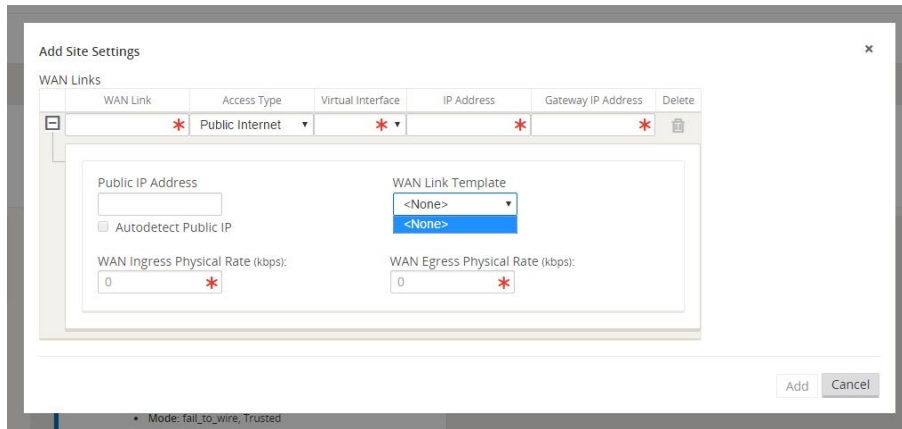 Add Site Settings
×
WAN Links
WAN Link Access Type Virtual Interface IP Address Gateway IP Address Delete
* Public Internet * * *
Public IP Address WAN Link Template
<None>
Autodetect Public IP <None>
WAN Ingress Physical Rate (kbps): WAN Egress Physical Rate (kbps):
0 * 0 *
Add Cancel
• Mode: fail_to_wire, Trusted